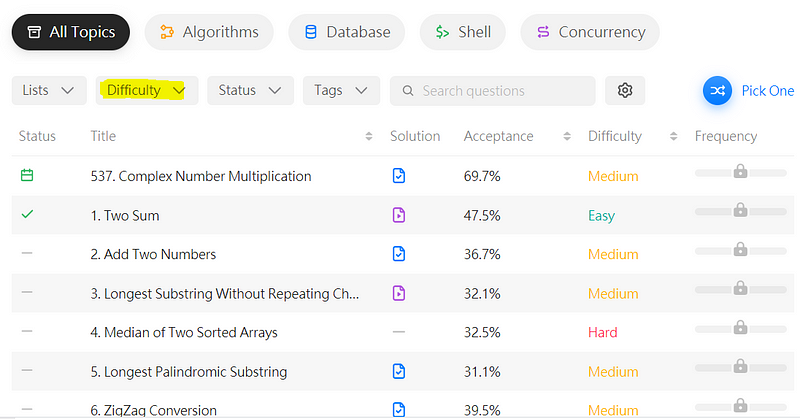 All Topics Algorithms Database Shell Concurrency
Lists Difficulty Status Tags Search questions Pick One
Status Title Solution Acceptance Difficulty Frequency
537. Complex Number Multiplication 69.7% Medium
1. Two Sum 47.5% Easy
2. Add Two Numbers 36.7% Medium
3. Longest Substring Without Repeating Ch... 32.1% Medium
4. Median of Two Sorted Arrays 32.5% Hard
5. Longest Palindromic Substring 31.1% Medium
6. ZigZag Conversion 39.5% Medium